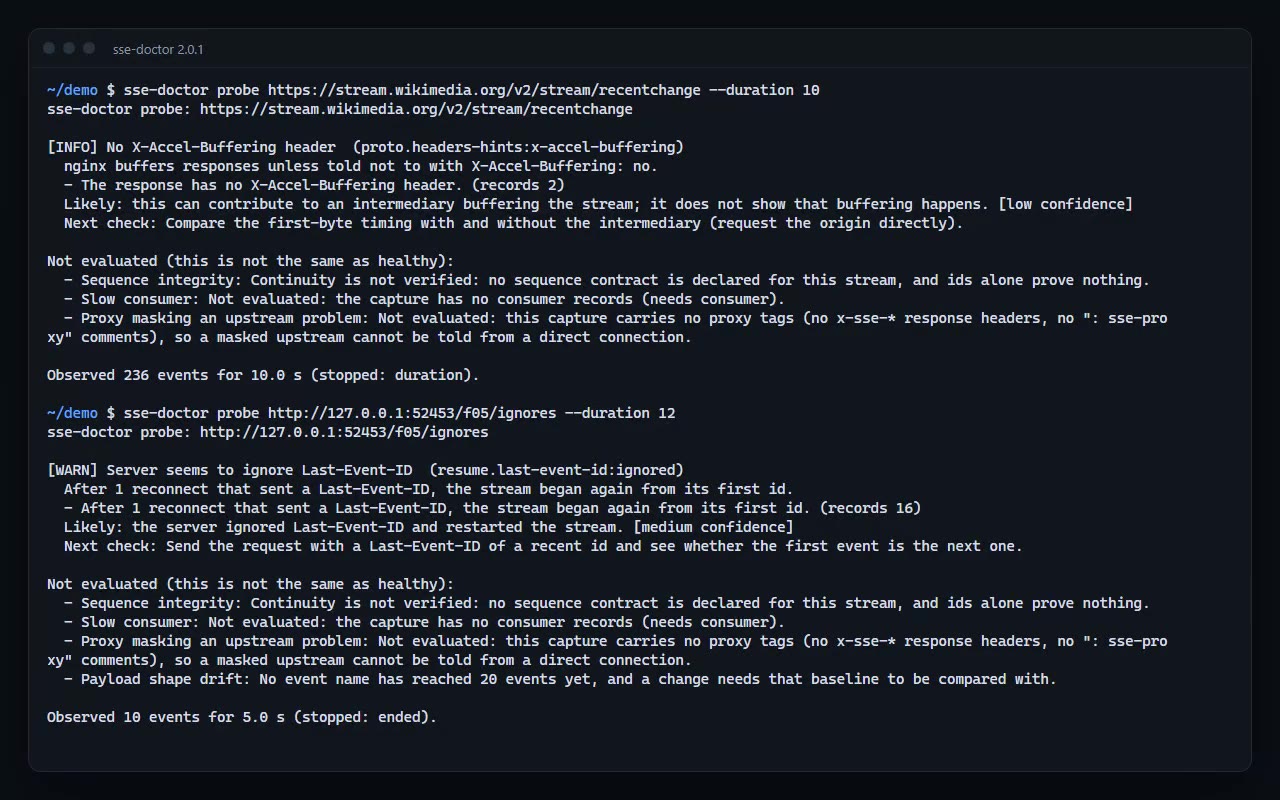 sse-doctor 2.0.1
~/demo $ sse-doctor probe https://stream.wikimedia.org/v2/stream/recentchange --duration 10
sse-doctor probe: https://stream.wikimedia.org/v2/stream/recentchange
[INFO] No X-Accel-Buffering header  (proto.headers-hints:x-accel-buffering)
  nginx buffers responses unless told not to with X-Accel-Buffering: no.
  - The response has no X-Accel-Buffering header. (records 2)
  Likely: this can contribute to an intermediary buffering the stream; it does not show that buffering happens. [low confidence]
  Next check: Compare the first-byte timing with and without the intermediary (request the origin directly).
Not evaluated (this is not the same as healthy):
  - Sequence integrity: Continuity is not verified: no sequence contract is declared for this stream, and ids alone prove nothing.
  - Slow consumer: Not evaluated: the capture has no consumer records (needs consumer).
  - Proxy masking an upstream problem: Not evaluated: this capture carries no proxy tags (no x-sse-* response headers, no ": sse-pro
xy" comments), so a masked upstream cannot be told from a direct connection.
Observed 236 events for 10.0 s (stopped: duration).
~/demo $ sse-doctor probe http://127.0.0.1:52453/f05/ignores --duration 12
sse-doctor probe: http://127.0.0.1:52453/f05/ignores
[WARN] Server seems to ignore Last-Event-ID  (resume.last-event-id:ignored)
  After 1 reconnect that sent a Last-Event-ID, the stream began again from its first id.
  - After 1 reconnect that sent a Last-Event-ID, the stream began again from its first id. (records 16)
  Likely: the server ignored Last-Event-ID and restarted the stream. [medium confidence]
  Next check: Send the request with a Last-Event-ID of a recent id and see whether the first event is the next one.
Not evaluated (this is not the same as healthy):
  - Sequence integrity: Continuity is not verified: no sequence contract is declared for this stream, and ids alone prove nothing.
  - Slow consumer: Not evaluated: the capture has no consumer records (needs consumer).
  - Proxy masking an upstream problem: Not evaluated: this capture carries no proxy tags (no x-sse-* response headers, no ": sse-pro
xy" comments), so a masked upstream cannot be told from a direct connection.
  - Payload shape drift: No event name has reached 20 events yet, and a change needs that baseline to be compared with.
Observed 10 events for 5.0 s (stopped: ended).